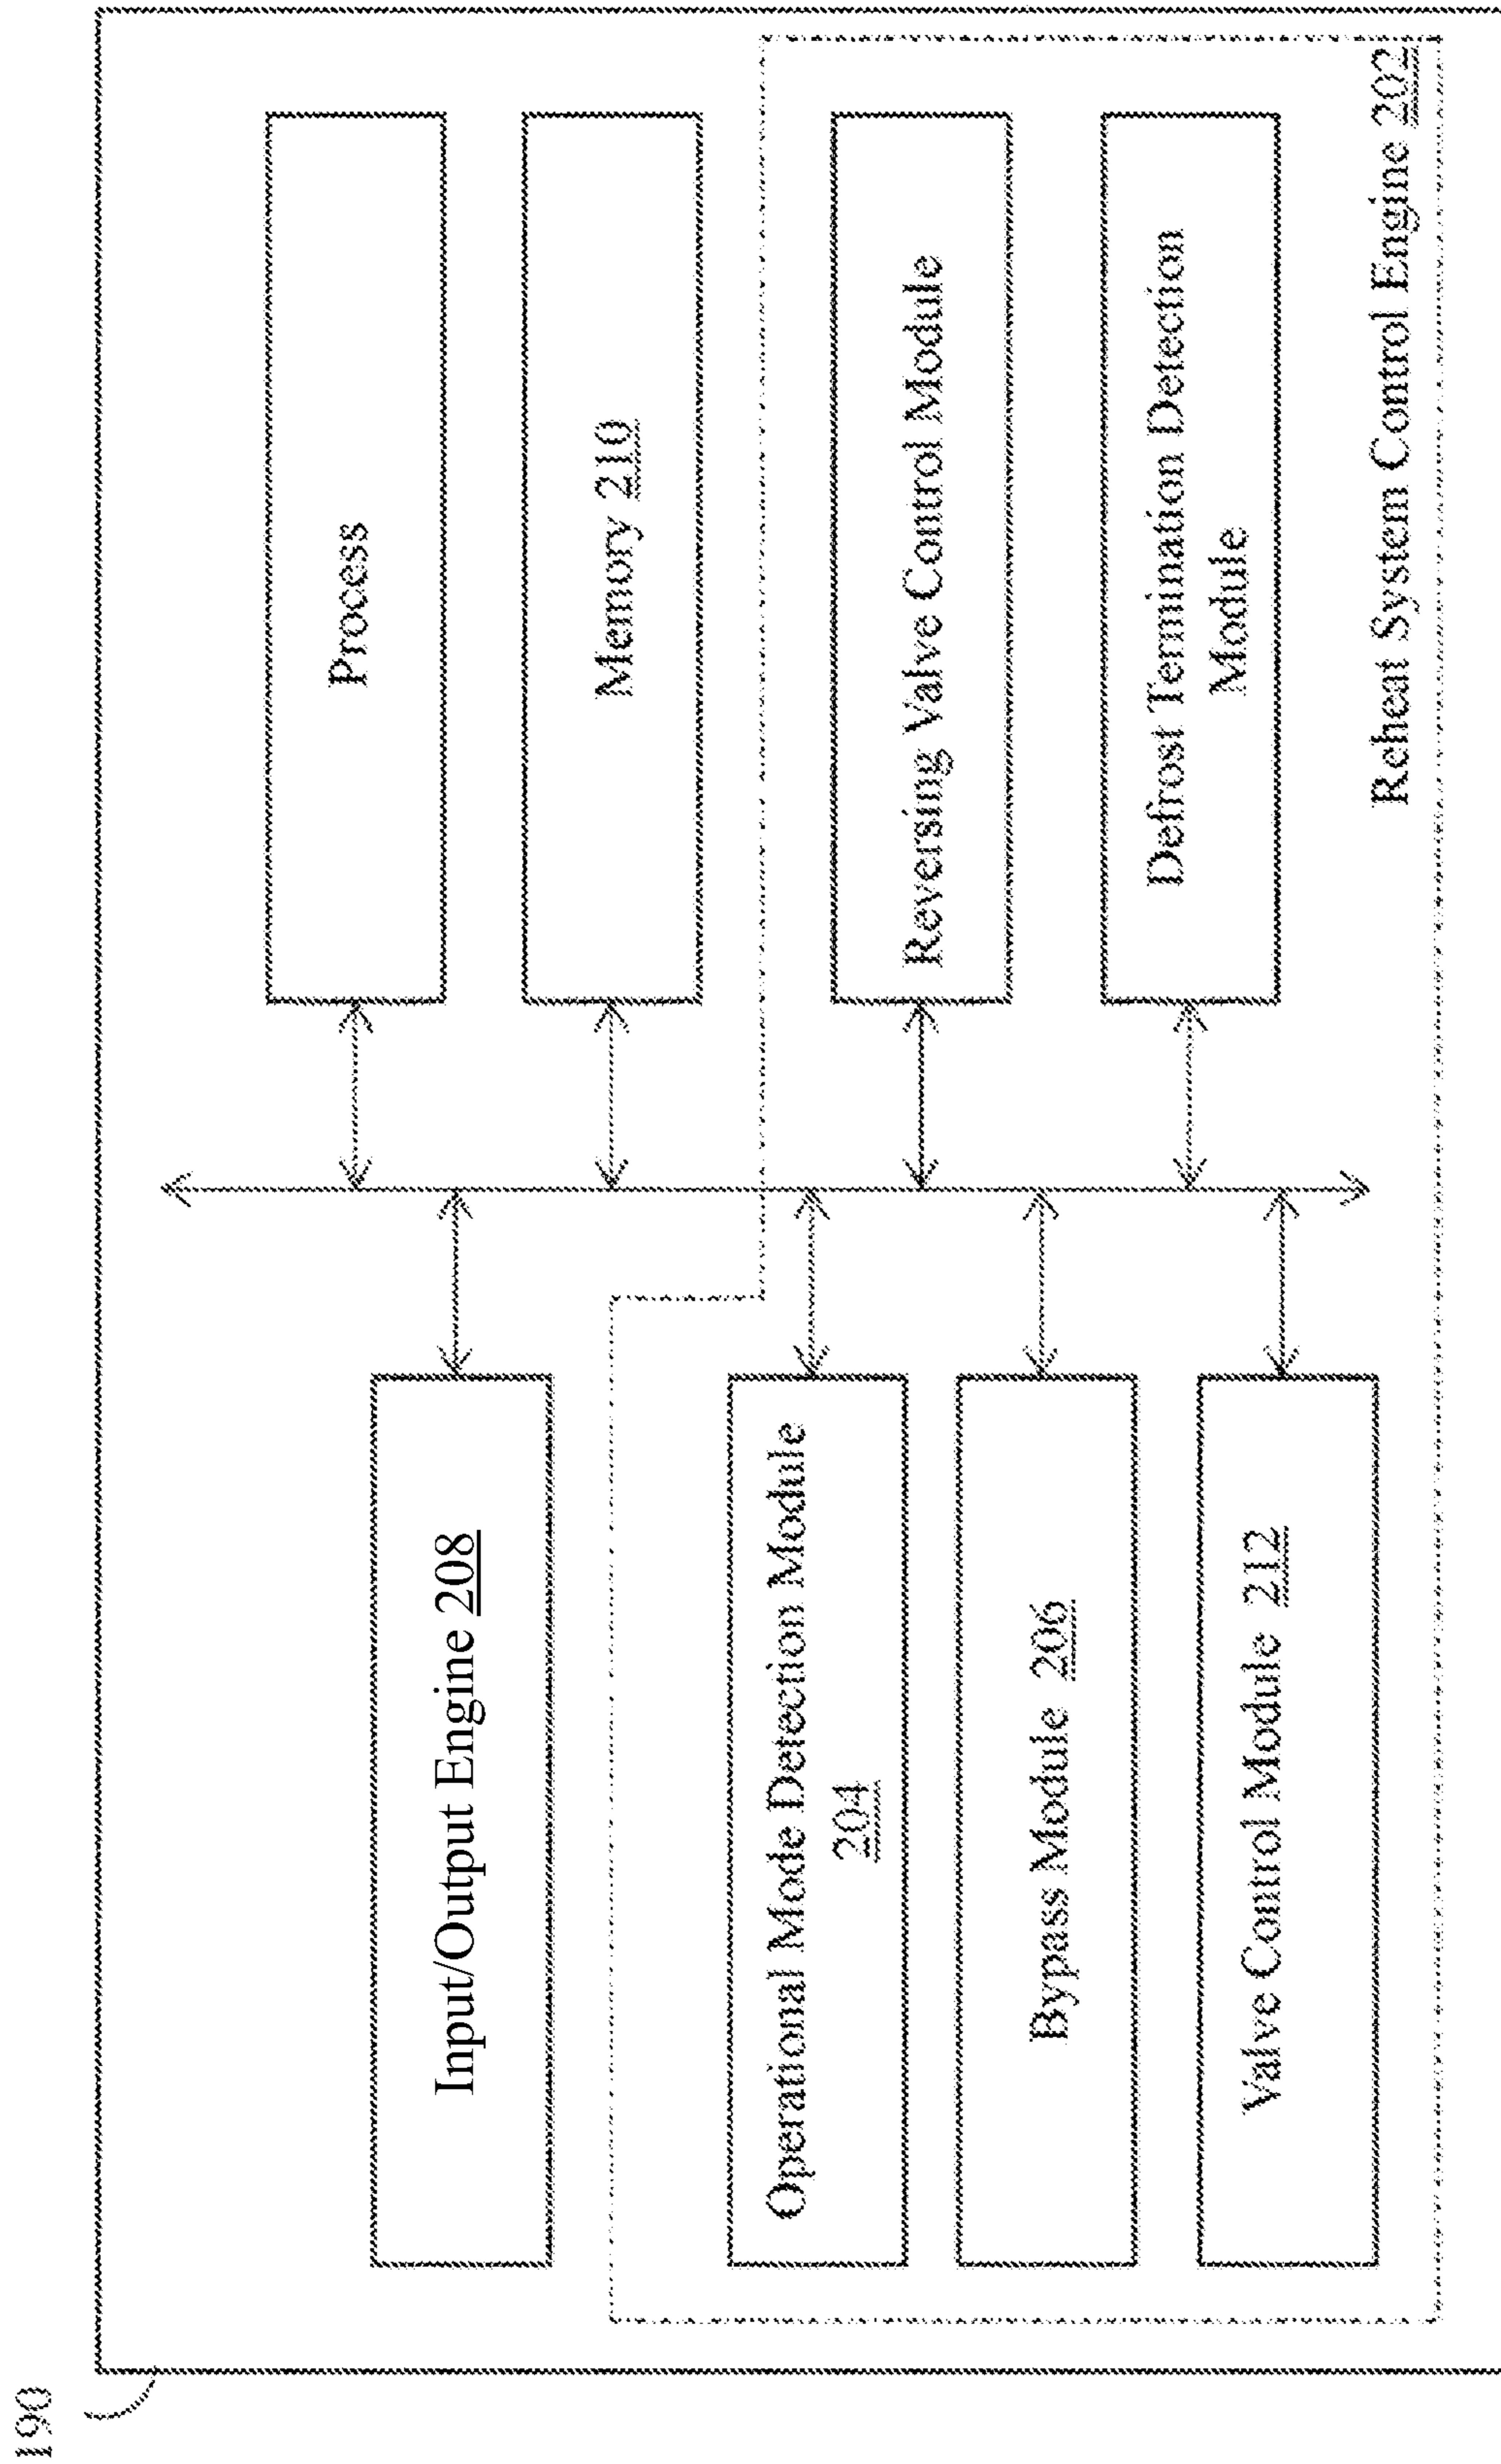 190
Input/Output Engine 208
Process
Memory 210
Operational Mode Detection Module
204
Reversing Valve Control Module
Bypass Module 206
Defrost Termination Detection
Module
Valve Control Module 212
Reheat System Control Engine 202